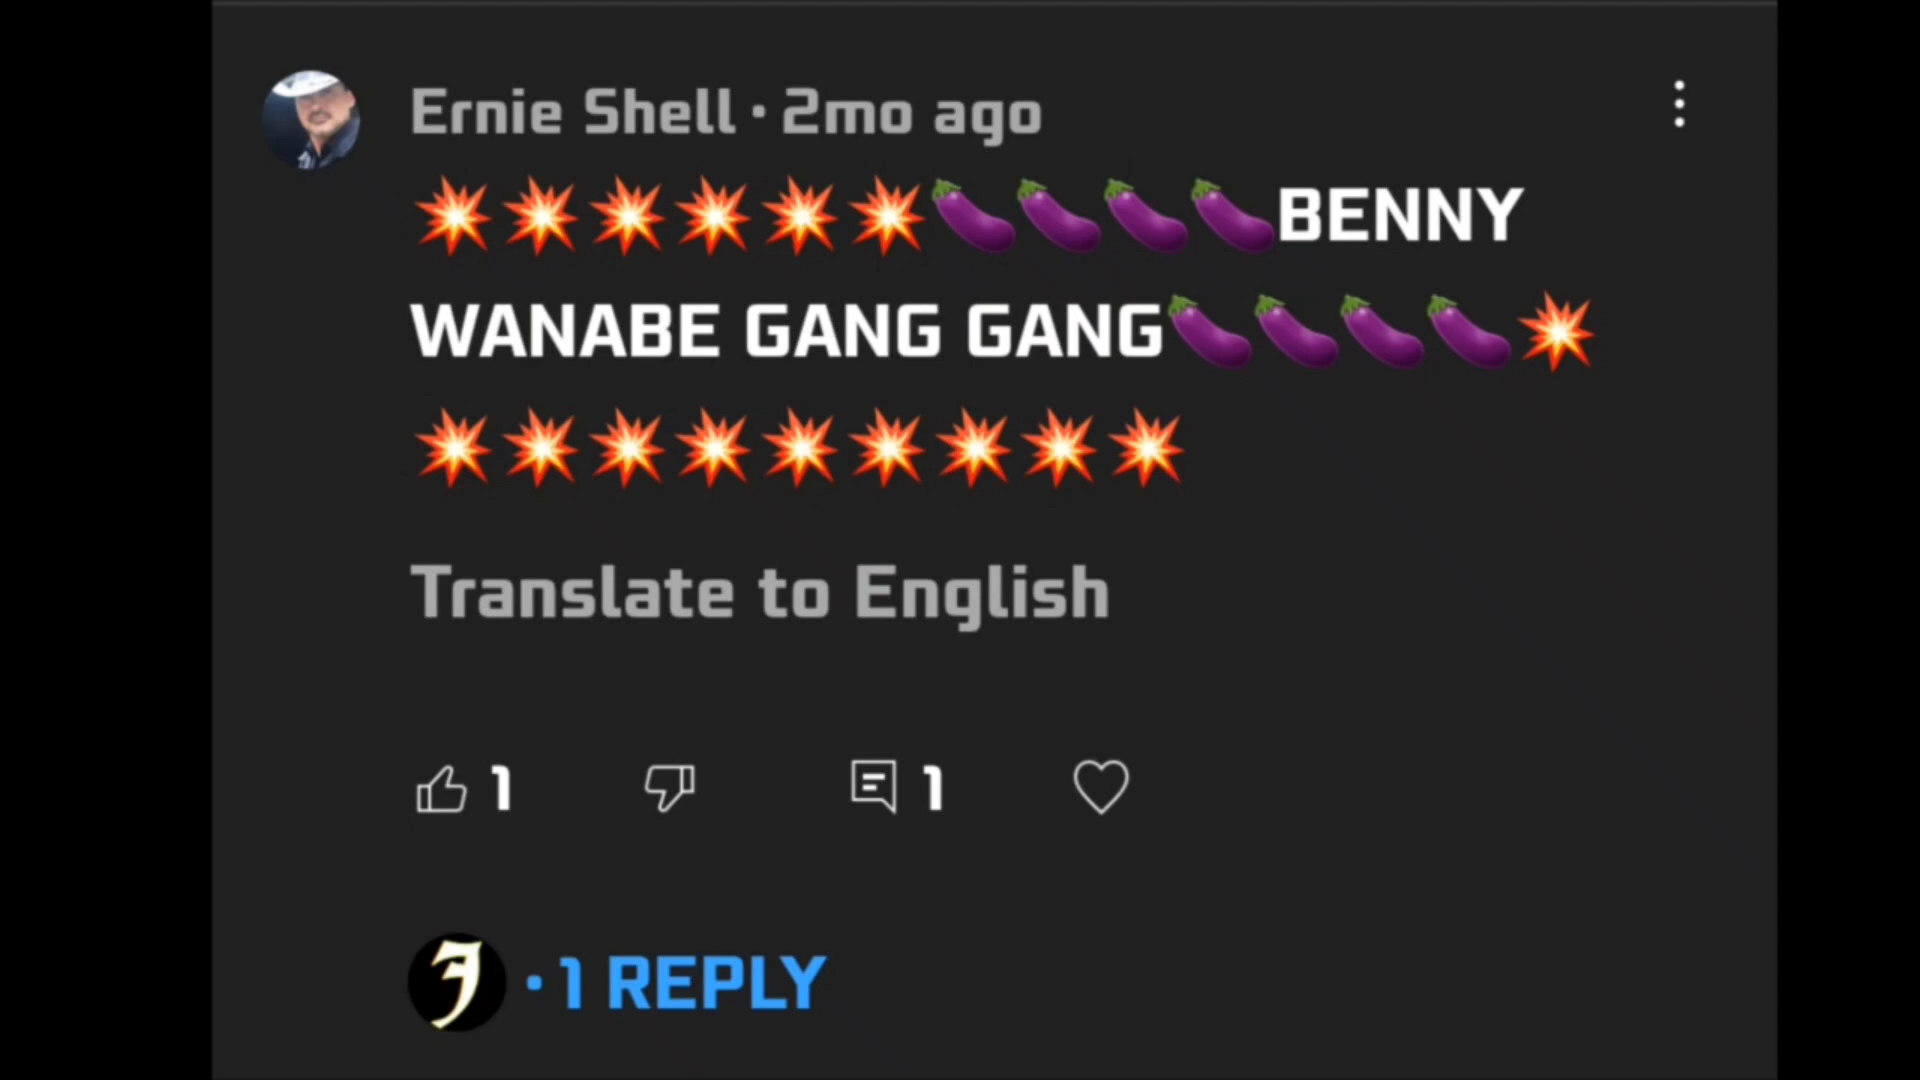 Ernie Shell · 2mo ago
💥💥💥💥💥💥🍆🍆🍆🍆BENNY
WANABE GANG GANG🍆🍆🍆🍆💥
💥💥💥💥💥💥💥💥💥
Translate to English
1 1
J · 1 REPLY